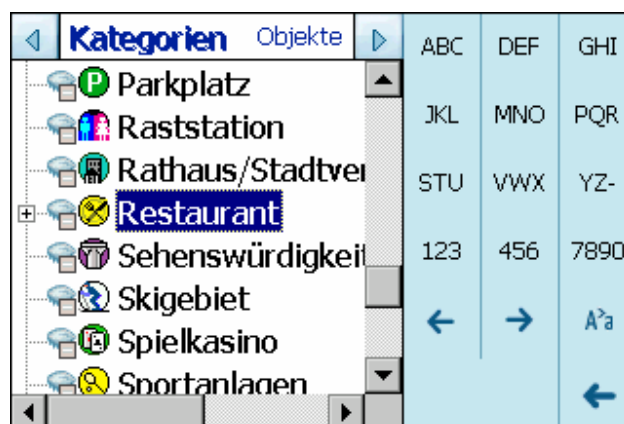 Kategorien Objekte
Parkplatz
Raststation
Rathaus/Stadtver
Restaurant
Sehenswürdigkeit
Skigebiet
Spielkasino
Sportanlagen
ABC DEF GHI
JKL MNO PQR
STU VWX YZ-
123 456 7890
A>a